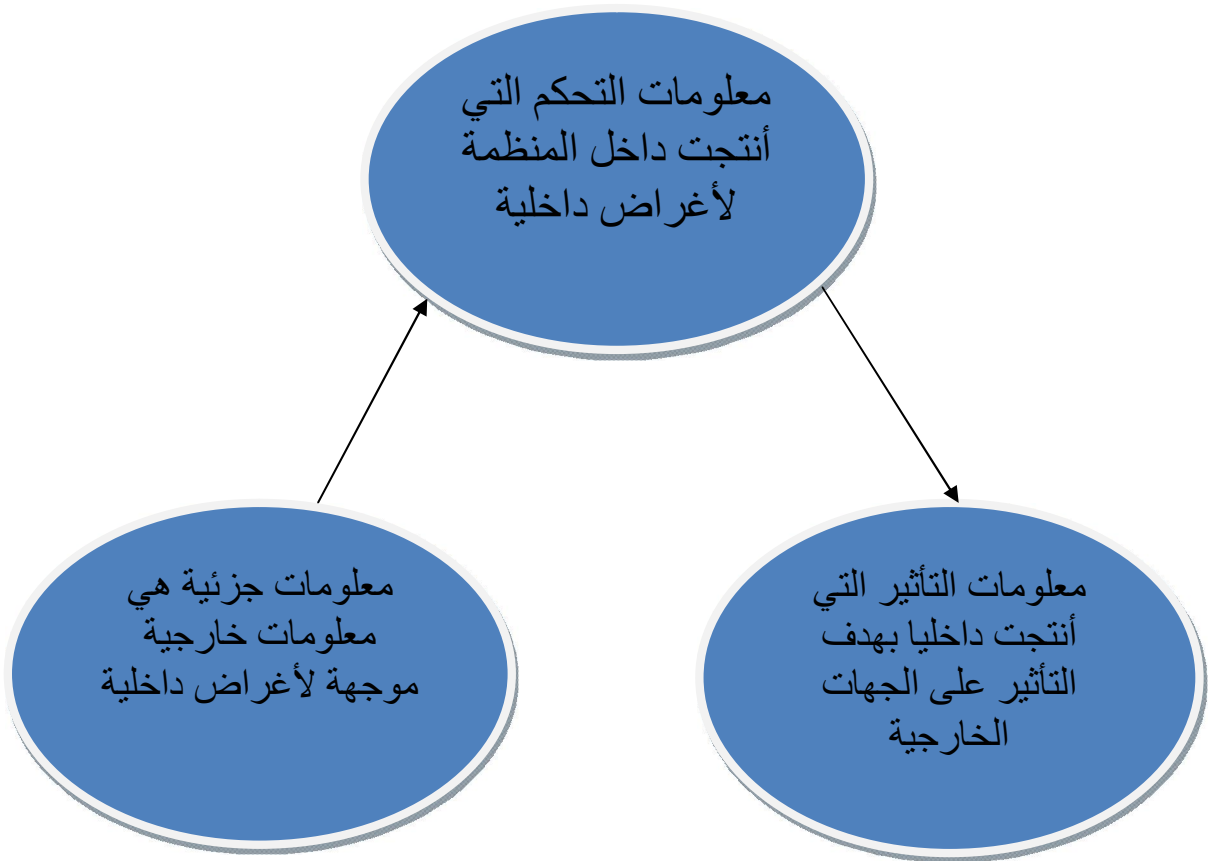 معلومات التحكم التي
أنتجت داخل المنظمة
لأغراض داخلية
معلومات التأثير التي
أنتجت داخليا بهدف
التأثير على الجهات
الخارجية
معلومات جزئية هي
معلومات خارجية
موجهة لأغراض داخلية